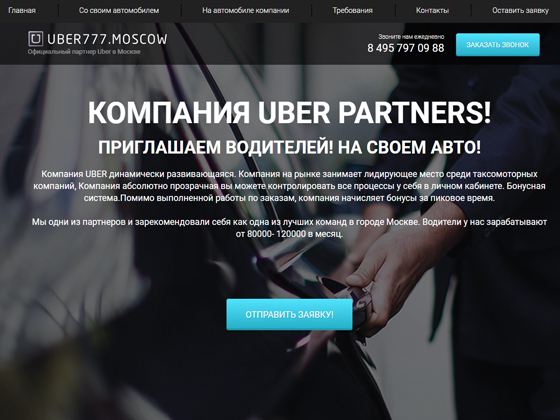 Главная Со своим автомобилем На автомобиле компании Требования Контакты Оставить заявку
UBER777.MOSCOW
Официальный партнер Uber в Москве
Звоните нам ежедневно
8 495 797 09 88
ЗАКАЗАТЬ ЗВОНОК
КОМПАНИЯ UBER PARTNERS!
ПРИГЛАШАЕМ ВОДИТЕЛЕЙ! НА СВОЕМ АВТО!
Компания UBER динамически развивающаяся. Компания на рынке занимает лидирующее место среди таксомоторных
компаний, Компания абсолютно прозрачная вы можете контролировать все процессы у себя в личном кабинете. Бонусная
система.Помимо выполненной работы по заказам, компания начисляет бонусы за пиковое время.
Мы одни из партнеров и зарекомендовали себя как одна из лучших команд в городе Москве. Водители у нас зарабатывают
от 80000- 120000 в месяц.
ОТПРАВИТЬ ЗАЯВКУ!